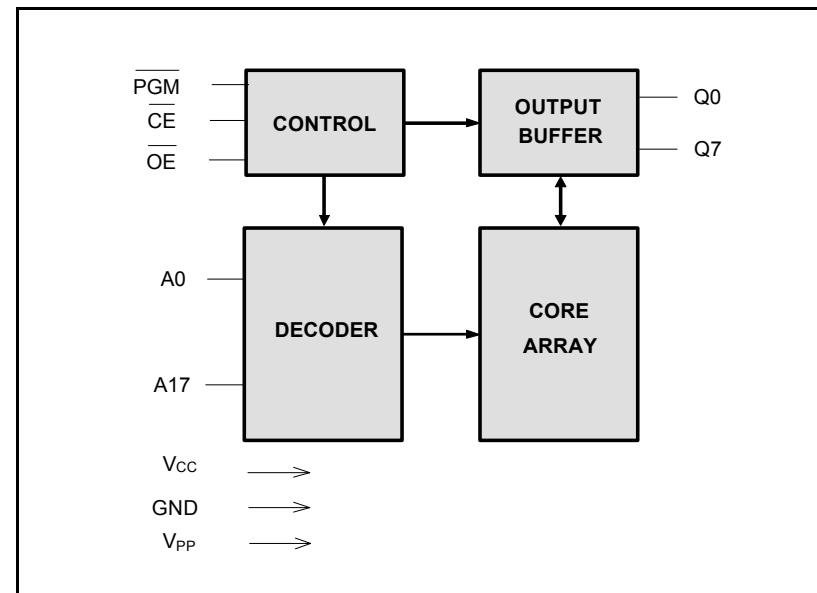 PGM
CE
OE
CONTROL
OUTPUT
BUFFER
Q0
Q7
A0
A17
DECODER
CORE
ARRAY
VCC
GND
VPP